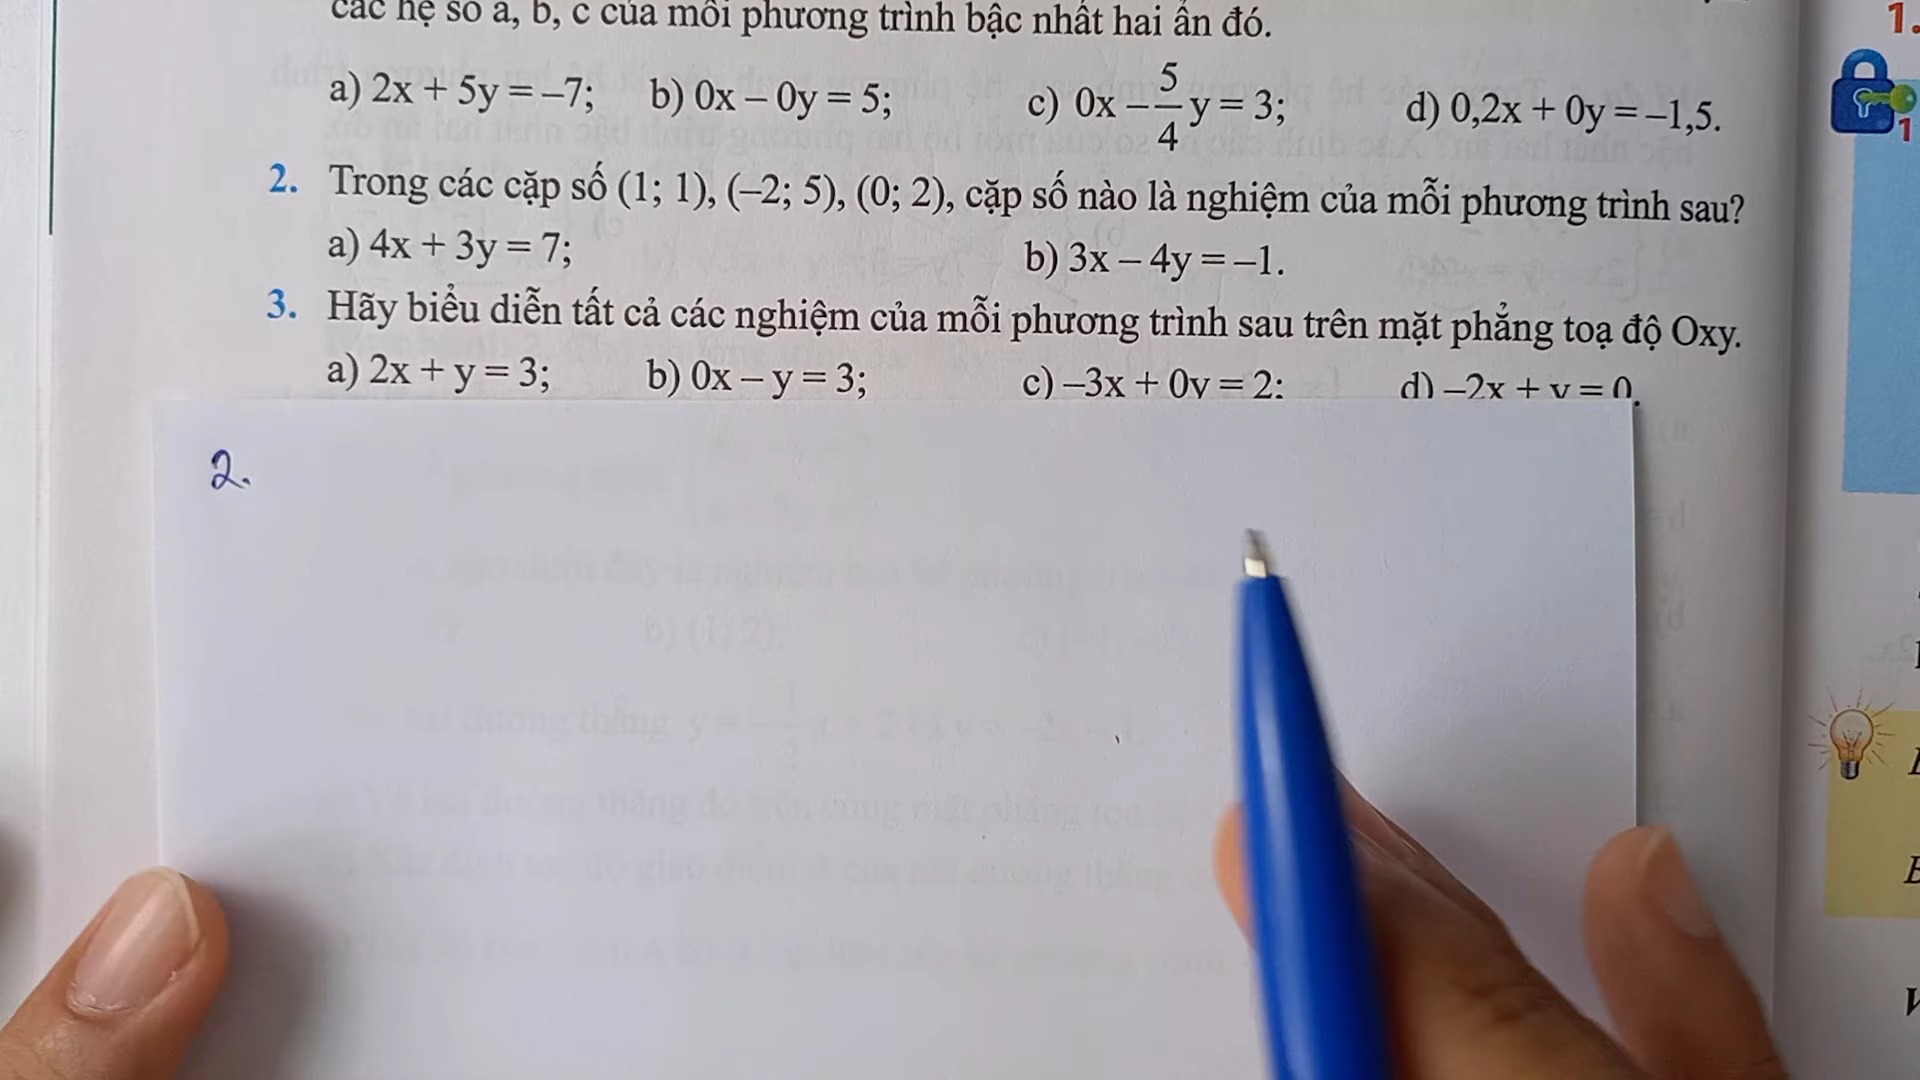 các hệ số a, b, c của mỗi phương trình bậc nhất hai ẩn đó.
a) 2x + 5y = –7; b) 0x – 0y = 5; c) 0x – 5/4 y = 3; d) 0,2x + 0y = –1,5.
2. Trong các cặp số (1; 1), (–2; 5), (0; 2), cặp số nào là nghiệm của mỗi phương trình sau?
a) 4x + 3y = 7; b) 3x – 4y = –1.
3. Hãy biểu diễn tất cả các nghiệm của mỗi phương trình sau trên mặt phẳng toạ độ Oxy.
a) 2x + y = 3; b) 0x – y = 3; c) –3x + 0y = 2; d) –2x + y = 0.
2.
1.
1